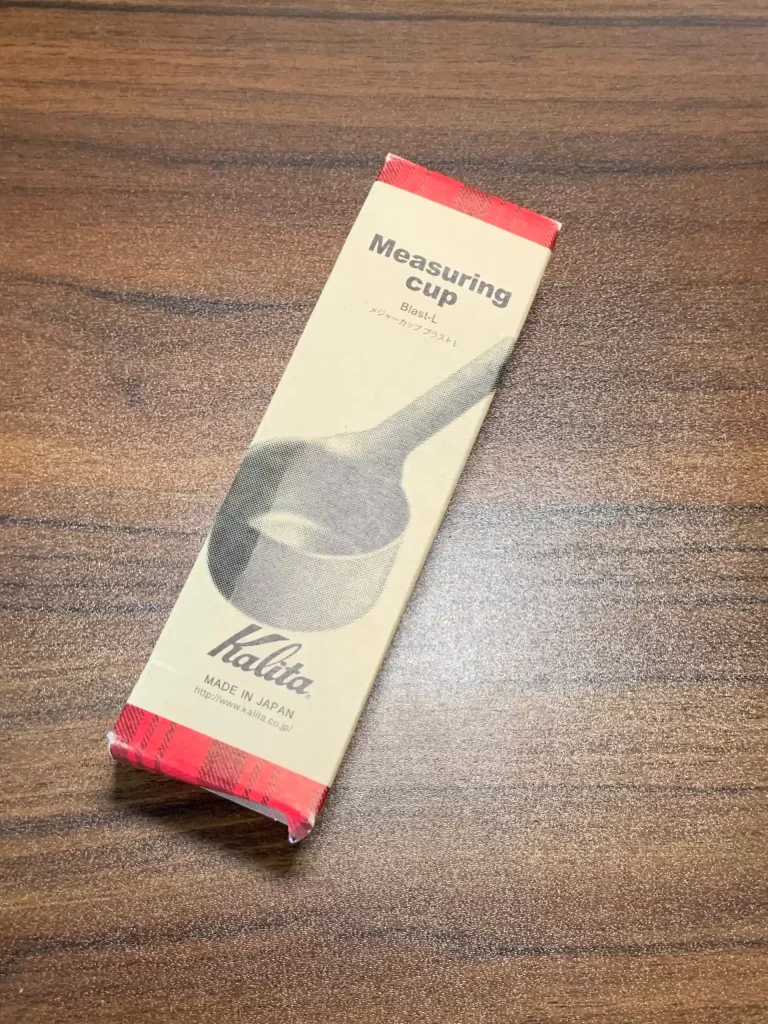 Measuring
cup
Blast-L
メジャーカップ ブラスト L
Kalita®
MADE IN JAPAN
http://www.kalita.co.jp/